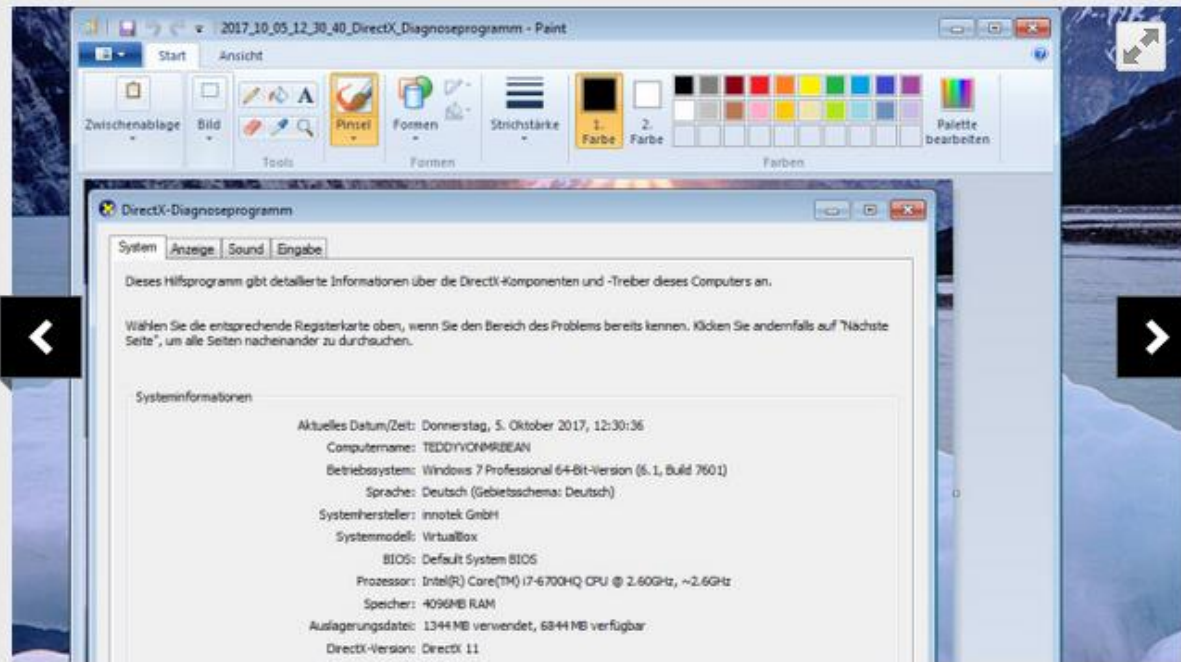 2017_10_05_12_30_40_DirectX_Diagnoseprogramm - Paint
Start Ansicht
Zwischenablage Bild A Pinsel Formen Strichstärke 1. Farbe 2. Farbe Palette bearbeiten
Tools Formen Farben
DirectX-Diagnoseprogramm
System Anzeige Sound Eingabe
Dieses Hilfsprogramm gibt detaillierte Informationen über die DirectX-Komponenten und -Treiber dieses Computers an.
Wählen Sie die entsprechende Registerkarte oben, wenn Sie den Bereich des Problems bereits kennen. Klicken Sie andernfalls auf "Nächste
Seite", um alle Seiten nacheinander zu durchsuchen.
Systeminformationen
Aktuelles Datum/Zeit: Donnerstag, 5. Oktober 2017, 12:30:36
Computername: TEDDYVONMRBEAN
Betriebssystem: Windows 7 Professional 64-Bit-Version (6.1, Build 7601)
Sprache: Deutsch (Gebietsschema: Deutsch)
Systemhersteller: innotek GmbH
Systemmodell: VirtualBox
BIOS: Default System BIOS
Prozessor: Intel(R) Core(TM) i7-6700HQ CPU @ 2.60GHz, ~2.6GHz
Speicher: 4096MB RAM
Auslagerungsdatei: 1344 MB verwendet, 6844 MB verfügbar
DirectX-Version: DirectX 11